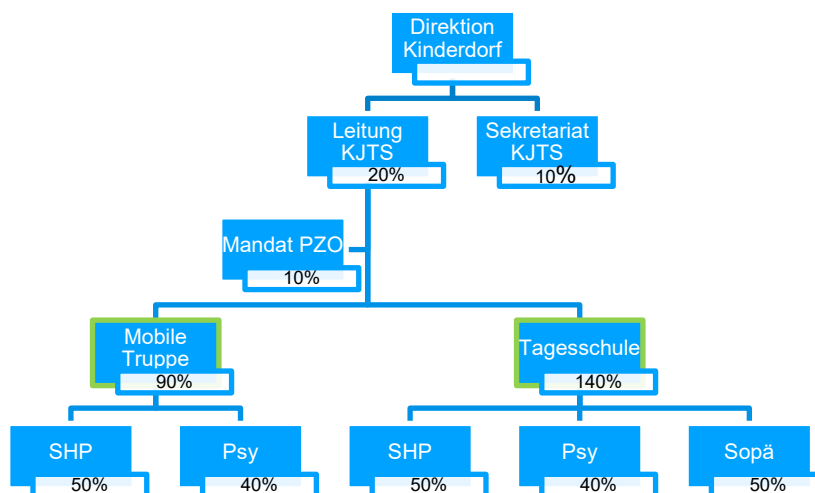 Direktion
Kinderdorf
Leitung
KJTS
20%
Sekretariat
KJTS
10%
Mandat PZO
10%
Mobile
Truppe
90%
Tagesschule
140%
SHP
50%
Psy
40%
SHP
50%
Psy
40%
Sopä
50%